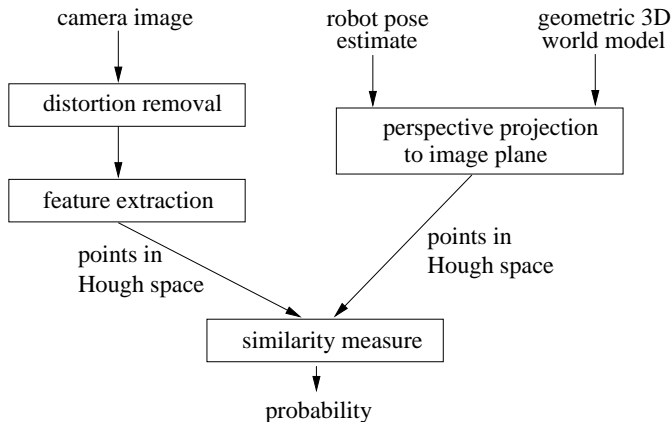 camera image
robot pose
estimate
geometric 3D
world model
distortion removal
perspective projection
to image plane
feature extraction
points in
Hough space
points in
Hough space
similarity measure
probability